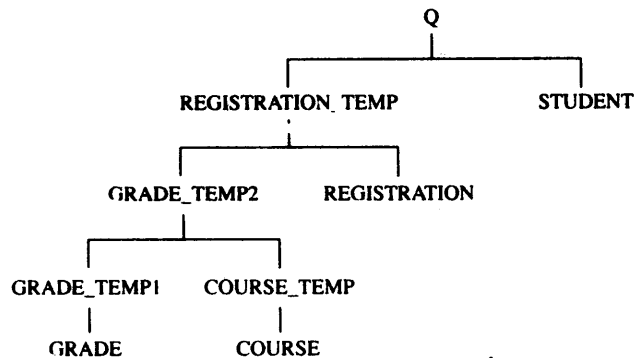 Q
REGISTRATION_TEMP STUDENT
GRADE_TEMP2 REGISTRATION
GRADE_TEMP1 COURSE_TEMP
GRADE COURSE